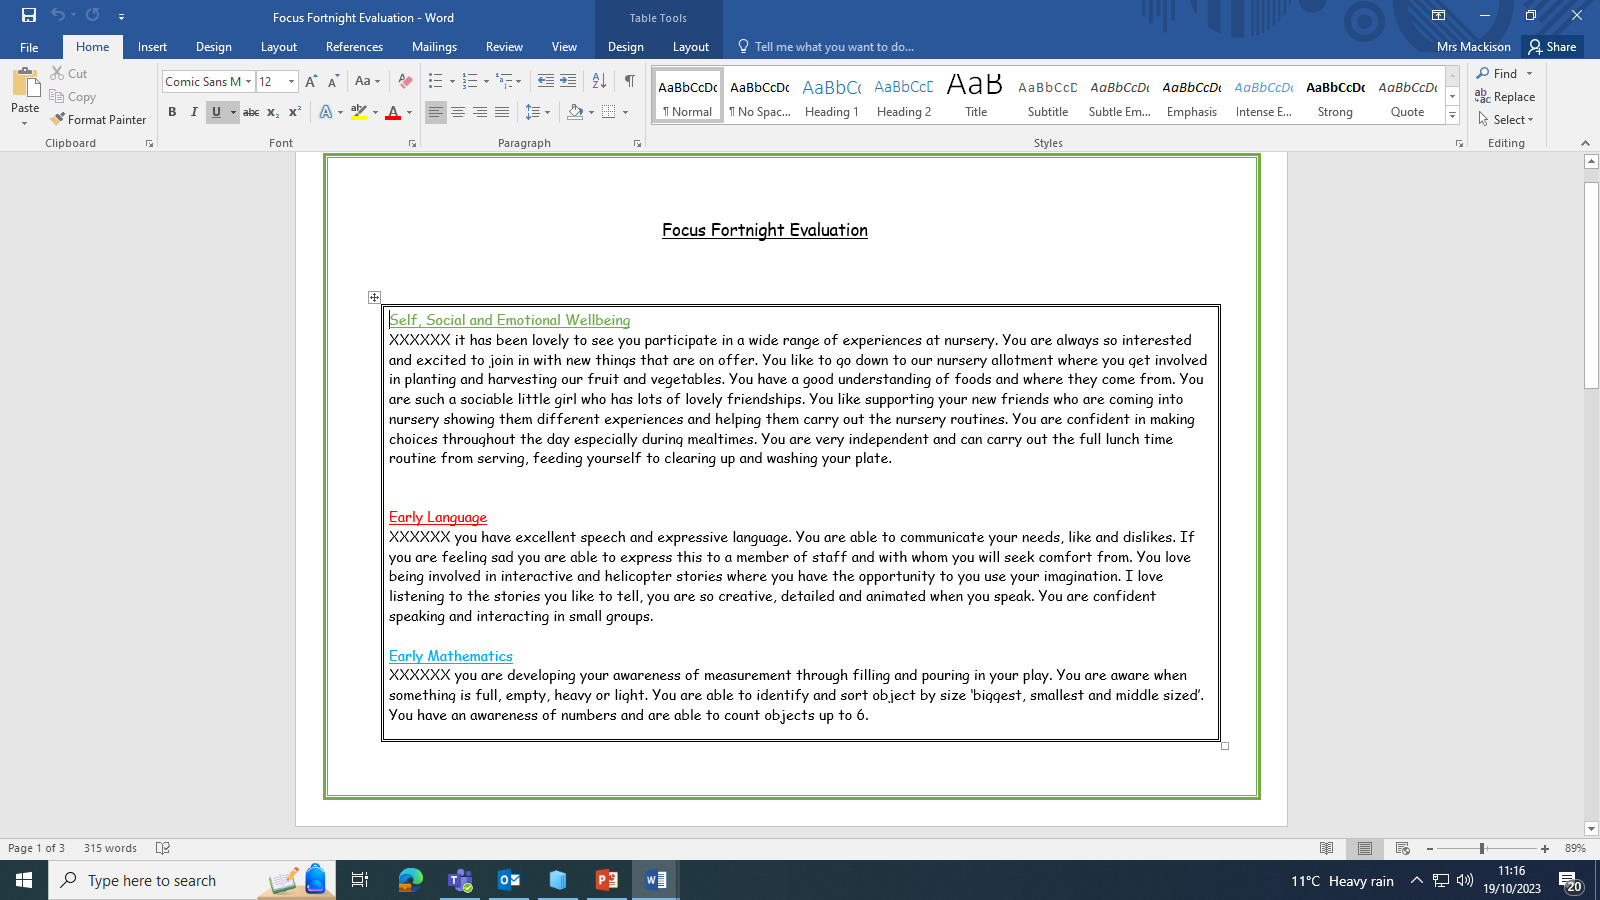 Focus Fortnight Evaluation - Word
Table Tools
File
Home
Insert
Design
Layout
References
Mailings
Review
View
Design
Layout
Tell me what you want to do...
Mrs Mackison
Share
Paste
Cut
Copy
Format Painter
Clipboard
Comic Sans M
12
Font
Paragraph
AaBbCcDc
¶ Normal
AaBbCcDc
¶ No Spac...
AaBbCc
Heading 1
AaBbCcD
Heading 2
AaB
Title
AaBbCcD
Subtitle
AaBbCcDc
Subtle Em...
AaBbCcDc
Emphasis
AaBbCcDc
Intense E...
AaBbCcDc
Strong
AaBbCcDc
Quote
Styles
Find
Replace
Select
Editing
Focus Fortnight Evaluation
Self, Social and Emotional Wellbeing
XXXXXX it has been lovely to see you participate in a wide range of experiences at nursery. You are always so interested
and excited to join in with new things that are on offer. You like to go down to our nursery allotment where you get involved
in planting and harvesting our fruit and vegetables. You have a good understanding of foods and where they come from. You
are such a sociable little girl who has lots of lovely friendships. You like supporting your new friends who are coming into
nursery showing them different experiences and helping them carry out the nursery routines. You are confident in making
choices throughout the day especially during mealtimes. You are very independent and can carry out the full lunch time
routine from serving, feeding yourself to clearing up and washing your plate.
Early Language
XXXXXX you have excellent speech and expressive language. You are able to communicate your needs, like and dislikes. If
you are feeling sad you are able to express this to a member of staff and with whom you will seek comfort from. You love
being involved in interactive and helicopter stories where you have the opportunity to you use your imagination. I love
listening to the stories you like to tell, you are so creative, detailed and animated when you speak. You are confident
speaking and interacting in small groups.
Early Mathematics
XXXXXX you are developing your awareness of measurement through filling and pouring in your play. You are aware when
something is full, empty, heavy or light. You are able to identify and sort object by size ‘biggest, smallest and middle sized’.
You have an awareness of numbers and are able to count objects up to 6.
Page 1 of 3
315 words
89%
Type here to search
11°C Heavy rain
11:16
19/10/2023
20